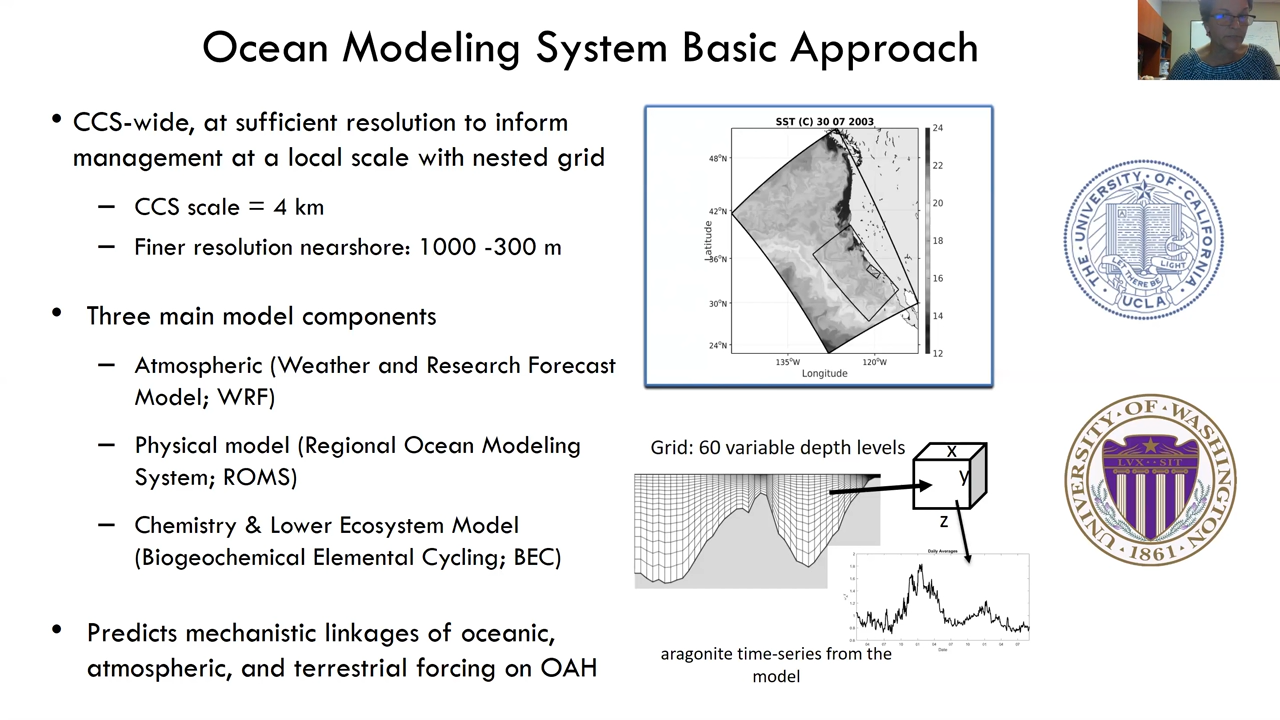 Ocean Modeling System Basic Approach
• CCS-wide, at sufficient resolution to inform
management at a local scale with nested grid
– CCS scale = 4 km
– Finer resolution nearshore: 1000 -300 m
• Three main model components
– Atmospheric (Weather and Research Forecast
Model; WRF)
– Physical model (Regional Ocean Modeling
System; ROMS)
– Chemistry & Lower Ecosystem Model
(Biogeochemical Elemental Cycling; BEC)
• Predicts mechanistic linkages of oceanic,
atmospheric, and terrestrial forcing on OAH
SST (C) 30 07 2003
24
22
20
18
16
14
12
48°N
42°N
36°N
30°N
24°N
Latitude
135°W 120°W
Longitude
Grid: 60 variable depth levels
x
y
z
Daily Averages
Date
aragonite time-series from the
model
THE UNIVERSITY OF CALIFORNIA
LET THERE BE LIGHT
UCLA
UNIVERSITY OF WASHINGTON
LVX SIT
1861